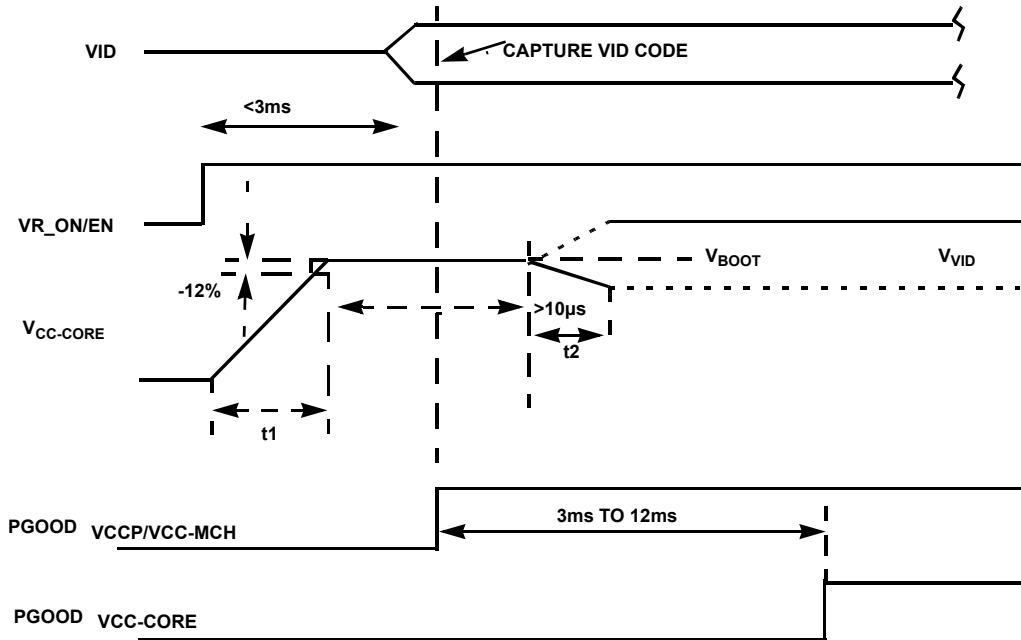 VID
CAPTURE VID CODE
<3ms
VR_ON/EN
-12%
VBOOT
VVID
VCC-CORE
>10µs
t2
t1
PGOOD VCCP/VCC-MCH
3ms TO 12ms
PGOOD VCC-CORE